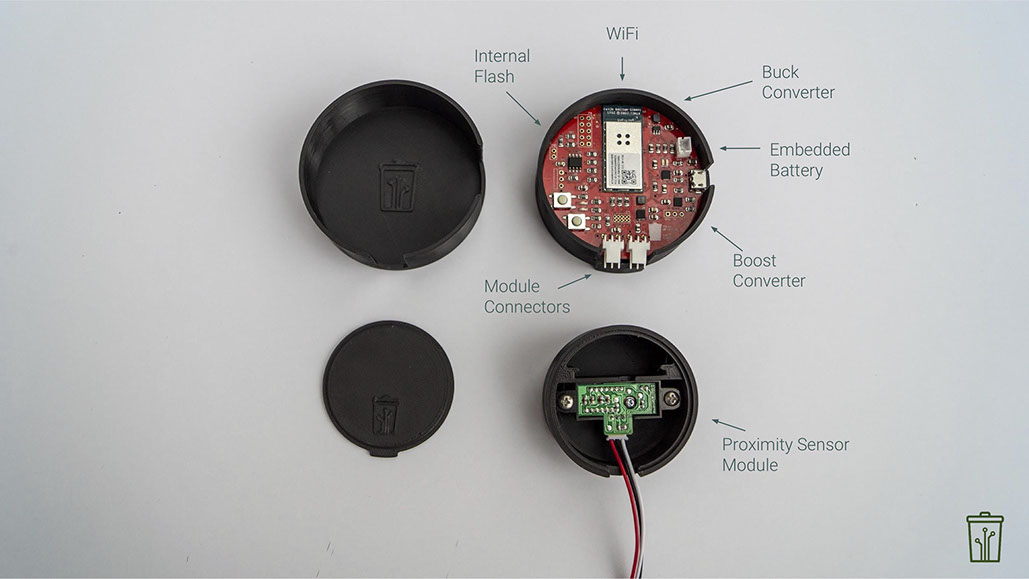 WiFi
Internal
Flash
Buck
Converter
Embedded
Battery
Boost
Converter
Module
Connectors
Proximity Sensor
Module